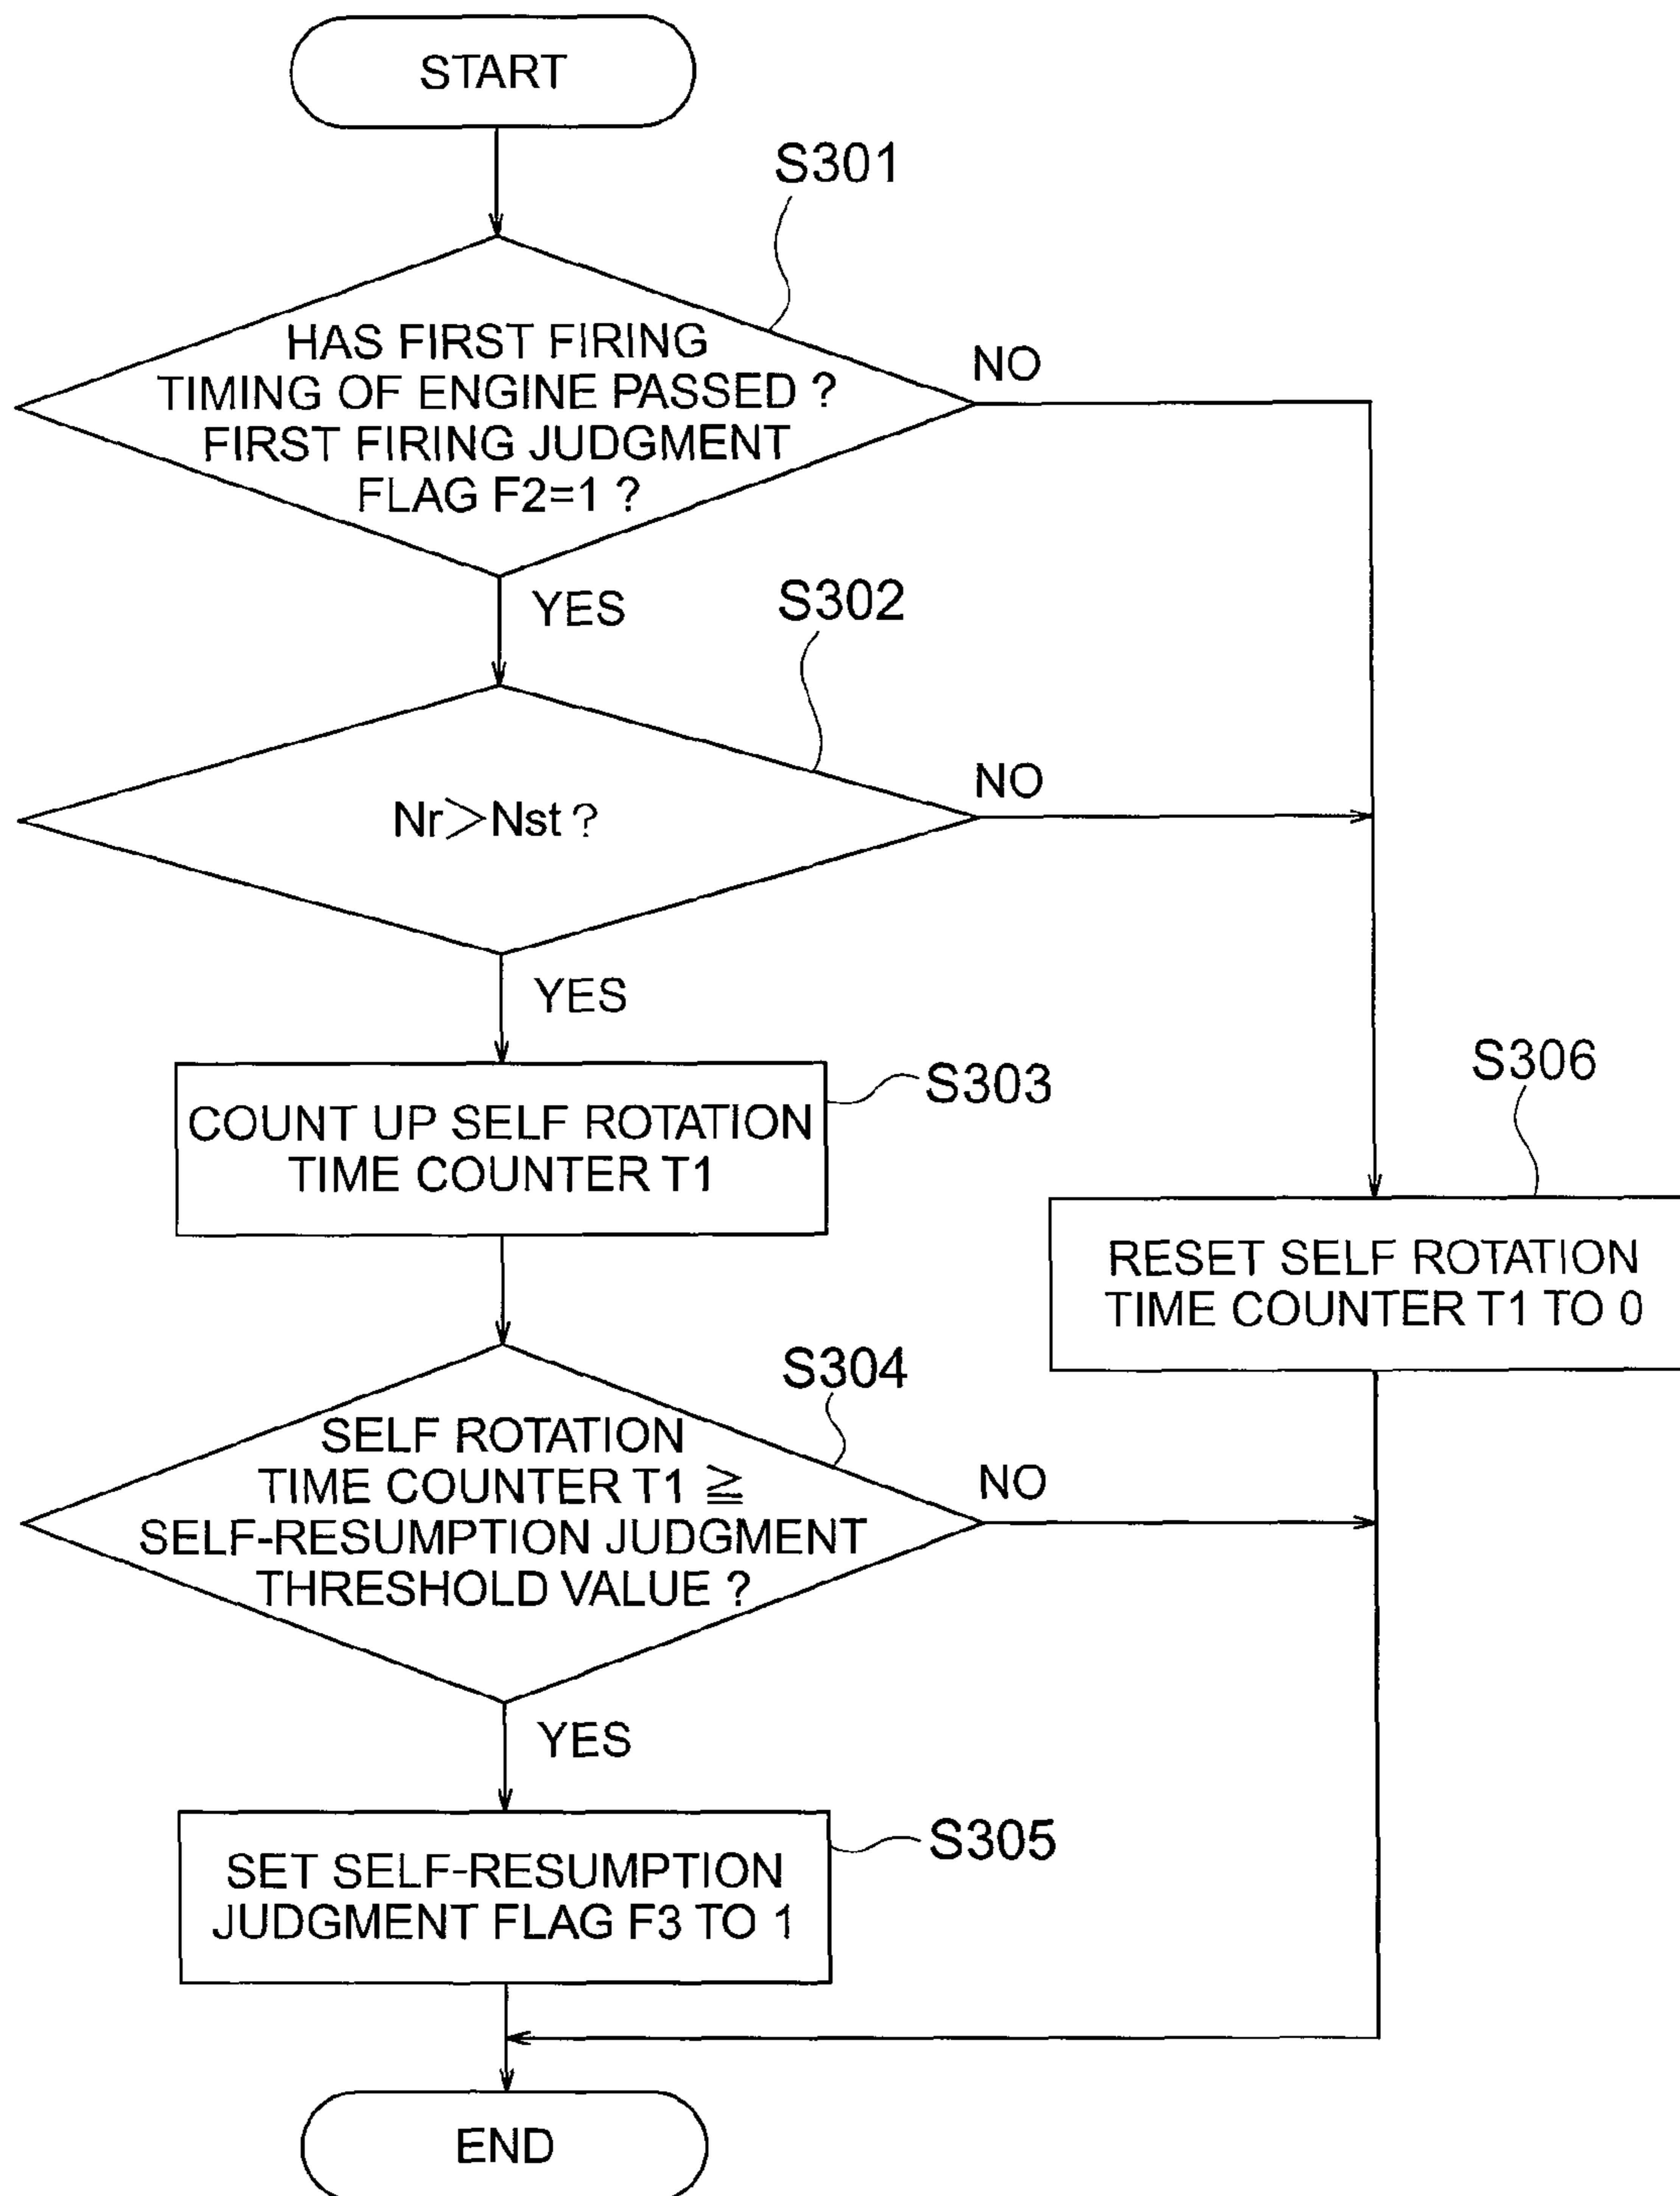 START
S301
HAS FIRST FIRING
TIMING OF ENGINE PASSED ?
FIRST FIRING JUDGMENT
FLAG F2=1 ?
NO
YES
S302
Nr>Nst ?
NO
YES
S303
COUNT UP SELF ROTATION
TIME COUNTER T1
S306
RESET SELF ROTATION
TIME COUNTER T1 TO 0
S304
SELF ROTATION
TIME COUNTER T1 ≧
SELF-RESUMPTION JUDGMENT
THRESHOLD VALUE ?
NO
YES
S305
SET SELF-RESUMPTION
JUDGMENT FLAG F3 TO 1
END